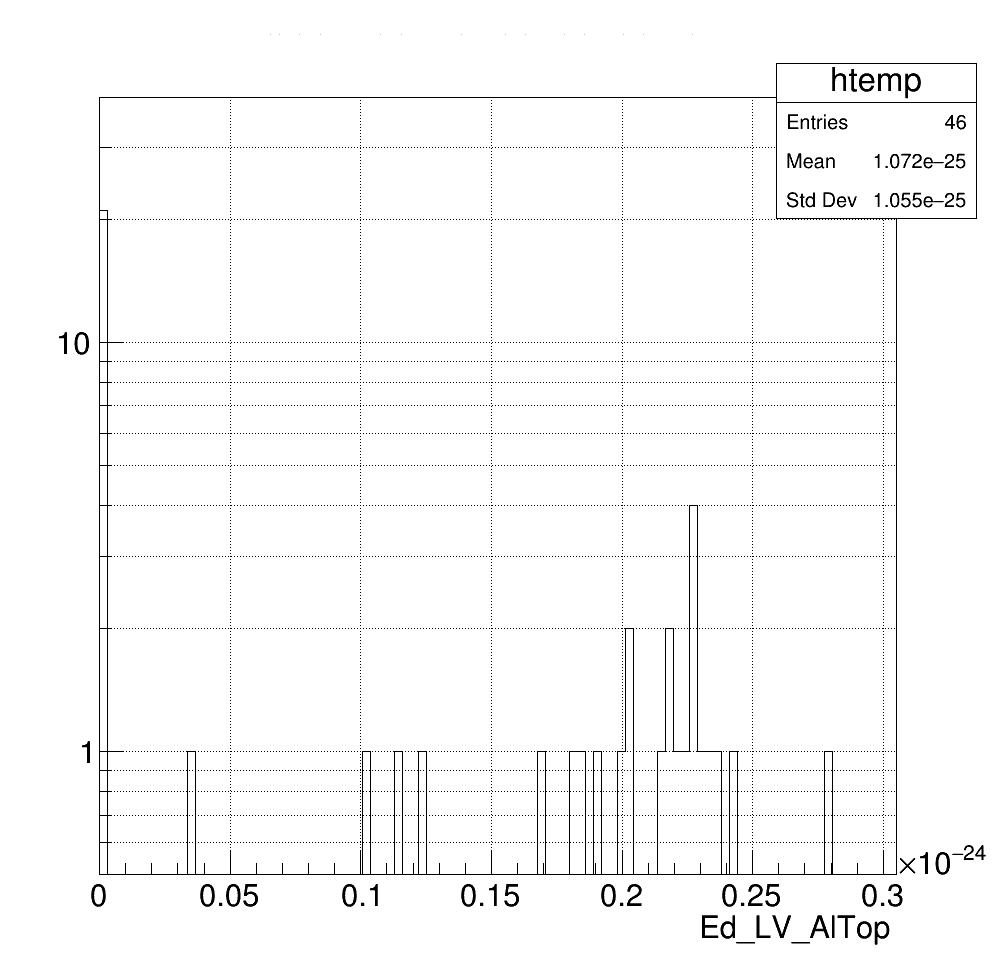 htemp
Entries 46
Mean 1.072e–25
Std Dev 1.055e–25
10
1
0 0.05 0.1 0.15 0.2 0.25 0.3
×10⁻²⁴
Ed_LV_AlTop